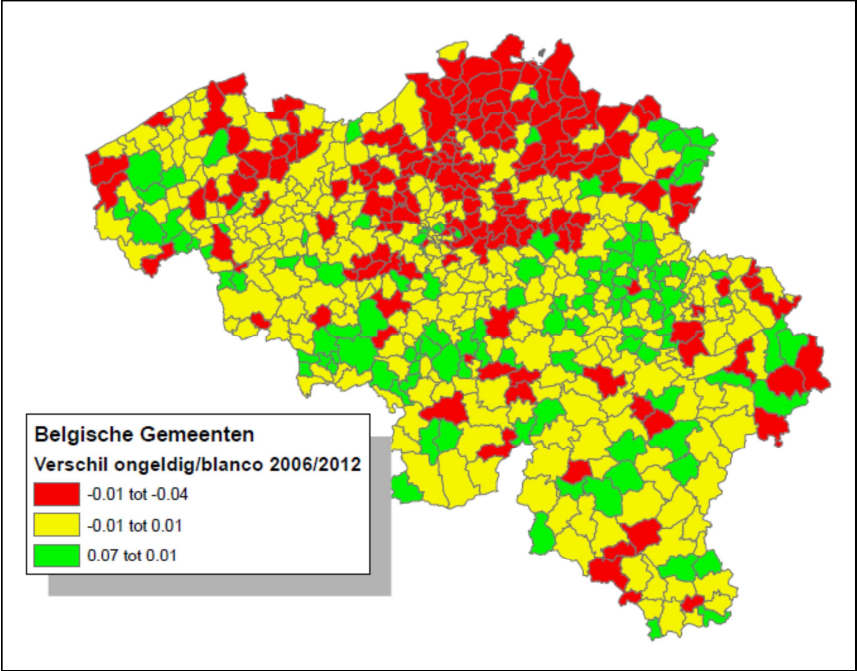 Belgische Gemeenten
Verschil ongeldig/blanco 2006/2012
-0.01 tot -0.04
-0.01 tot 0.01
0.07 tot 0.01